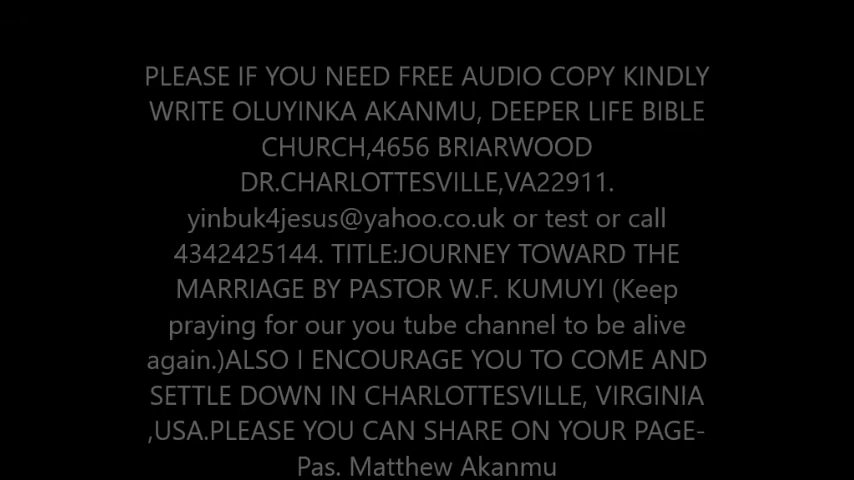 PLEASE IF YOU NEED FREE AUDIO COPY KINDLY
WRITE OLUYINKA AKANMU, DEEPER LIFE BIBLE
CHURCH,4656 BRIARWOOD
DR.CHARLOTTESVILLE,VA22911.
yinbuk4jesus@yahoo.co.uk or test or call
4342425144. TITLE:JOURNEY TOWARD THE
MARRIAGE BY PASTOR W.F. KUMUYI (Keep
praying for our you tube channel to be alive
again.)ALSO I ENCOURAGE YOU TO COME AND
SETTLE DOWN IN CHARLOTTESVILLE, VIRGINIA
,USA.PLEASE YOU CAN SHARE ON YOUR PAGE-
Pas. Matthew Akanmu